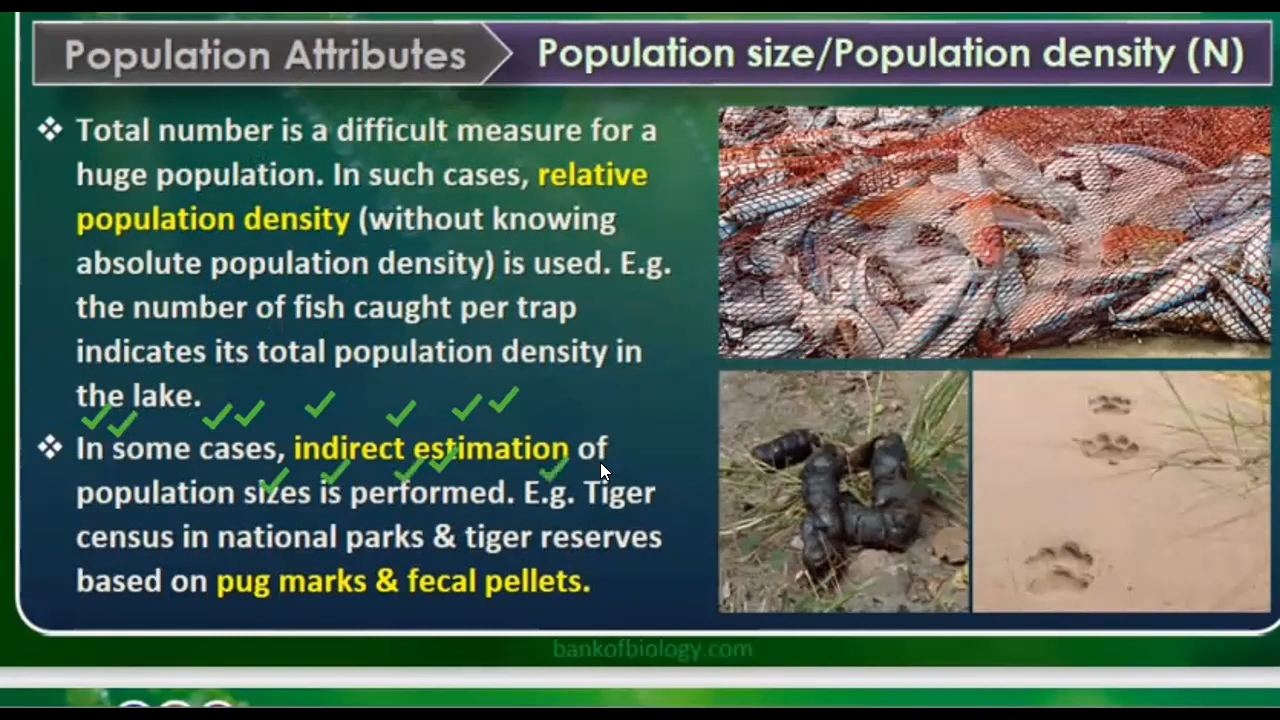 Population Attributes
Population size/Population density (N)
❖ Total number is a difficult measure for a
huge population. In such cases, relative
population density (without knowing
absolute population density) is used. E.g.
the number of fish caught per trap
indicates its total population density in
the lake.
❖ In some cases, indirect estimation of
population sizes is performed. E.g. Tiger
census in national parks & tiger reserves
based on pug marks & fecal pellets.
bankofbiology.com